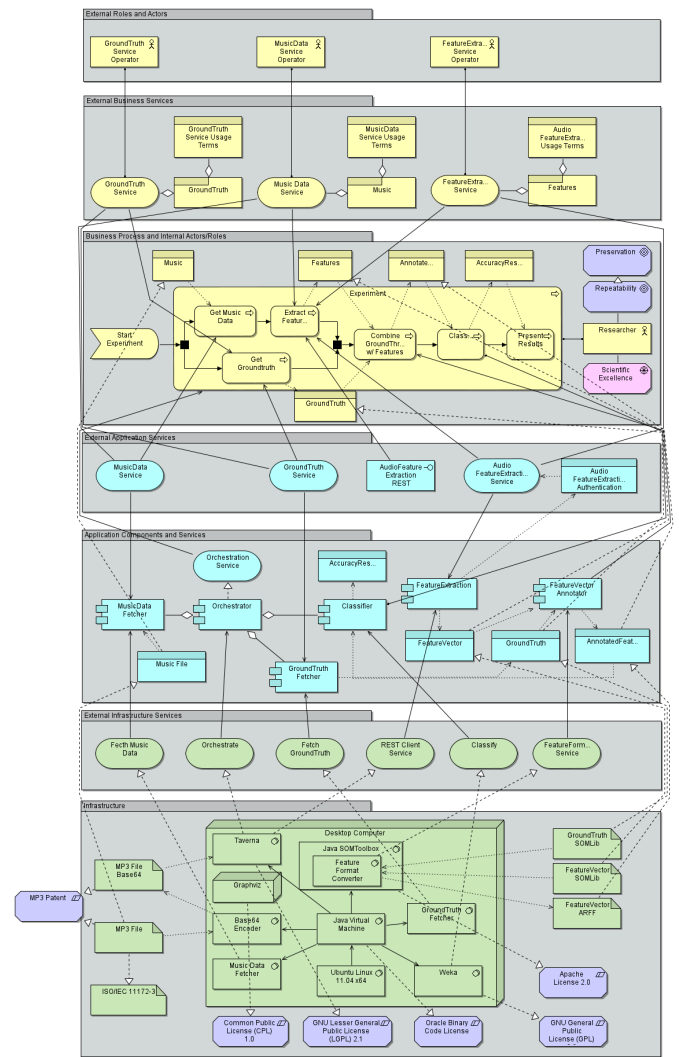 External Roles and Actors
GroundTruth
Service
Operator
MusicData
Service
Operator
FeatureExtra...
Service
Operator
External Business Services
GroundTruth
Service Usage
Terms
MusicData
Service Usage
Terms
Audio
FeatureExtra...
Usage Terms
GroundTruth
Service
GroundTruth
Music Data
Service
Music
FeatureExtra...
Service
Features
Business Process and Internal Actors/Roles
Music
Features
Annotate...
AccuracyRes...
Preservation
Repeatability
Researcher
Scientific
Excellence
Experiment
Get Music
Data
Extract
Featur...
Start
Experiment
Get
Groundtruth
Combine
GroundThr...
w/ Features
Classi...
Present
Results
GroundTruth
External Application Services
MusicData
Service
GroundTruth
Service
AudioFeature
Extraction
REST
Audio
FeatureExtracti...
Service
Audio
FeatureExtracti...
Authentication
Application Components and Services
Orchestration
Service
AccuracyRes...
FeatureExtraction
FeatureVector
Annotator
MusicData
Fetcher
Orchestrator
Classifier
Music File
GroundTruth
Fetcher
FeatureVector
GroundTruth
AnnotatedFeat...
External Infrastructure Services
Fecth Music
Data
Orchestrate
Fetch
GroundTruth
REST Client
Service
Classify
FeatureForm...
Service
Infrastructure
Desktop Computer
Taverna
Java SOMToolbox
Feature
Format
Converter
GroundTruth
SOMLib
MP3 File
Base64
Graphviz
FeatureVector
SOMLib
MP3 Patent
FeatureVector
ARFF
MP3 File
Base64
Encoder
Java Virtual
Machine
GroundTruth
Fetcher
Music Data
Fetcher
Ubuntu Linux
11.04 x64
Weka
ISO/IEC 11172-3
Apache
License 2.0
Common Public
License (CPL)
1.0
GNU Lesser General
Public License
(LGPL) 2.1
Oracle Binary
Code License
GNU General
Public
License (GPL)